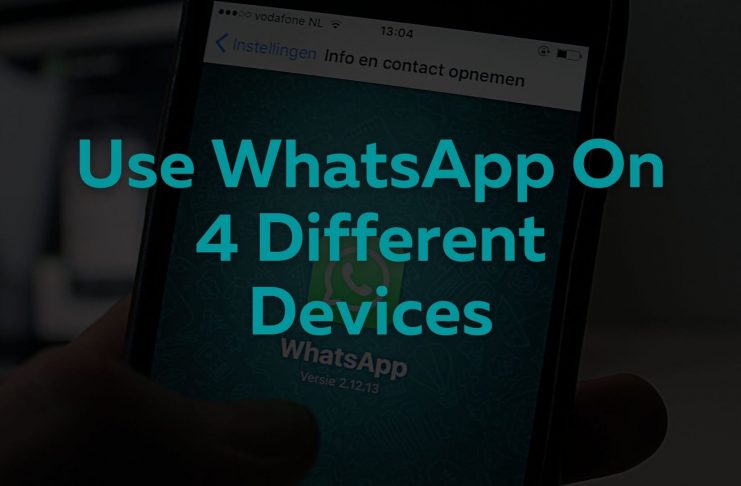 vodafone NL
13:04
Instellingen Info en contact opnemen
Use WhatsApp On
4 Different
Devices
WhatsApp
Versie 2.12.13